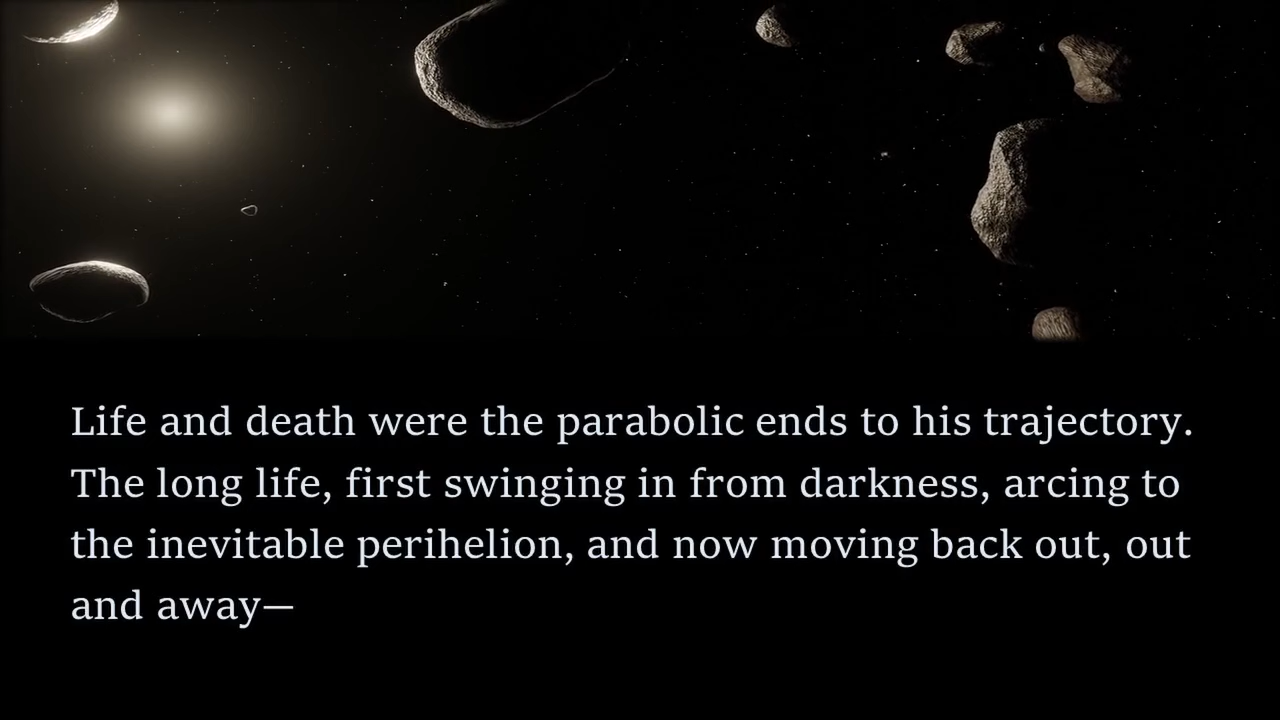 Life and death were the parabolic ends to his trajectory.
The long life, first swinging in from darkness, arcing to
the inevitable perihelion, and now moving back out, out
and away—